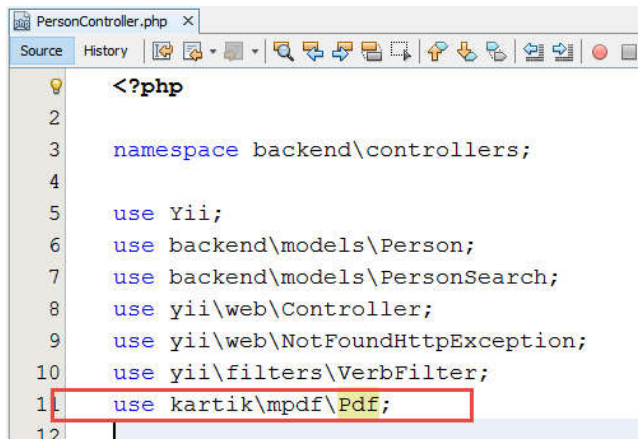 PersonController.php
Source History
<?php
2
3 namespace backend\controllers;
4
5 use Yii;
6 use backend\models\Person;
7 use backend\models\PersonSearch;
8 use yii\web\Controller;
9 use yii\web\NotFoundHttpException;
10 use yii\filters\VerbFilter;
11 use kartik\mpdf\Pdf;
12